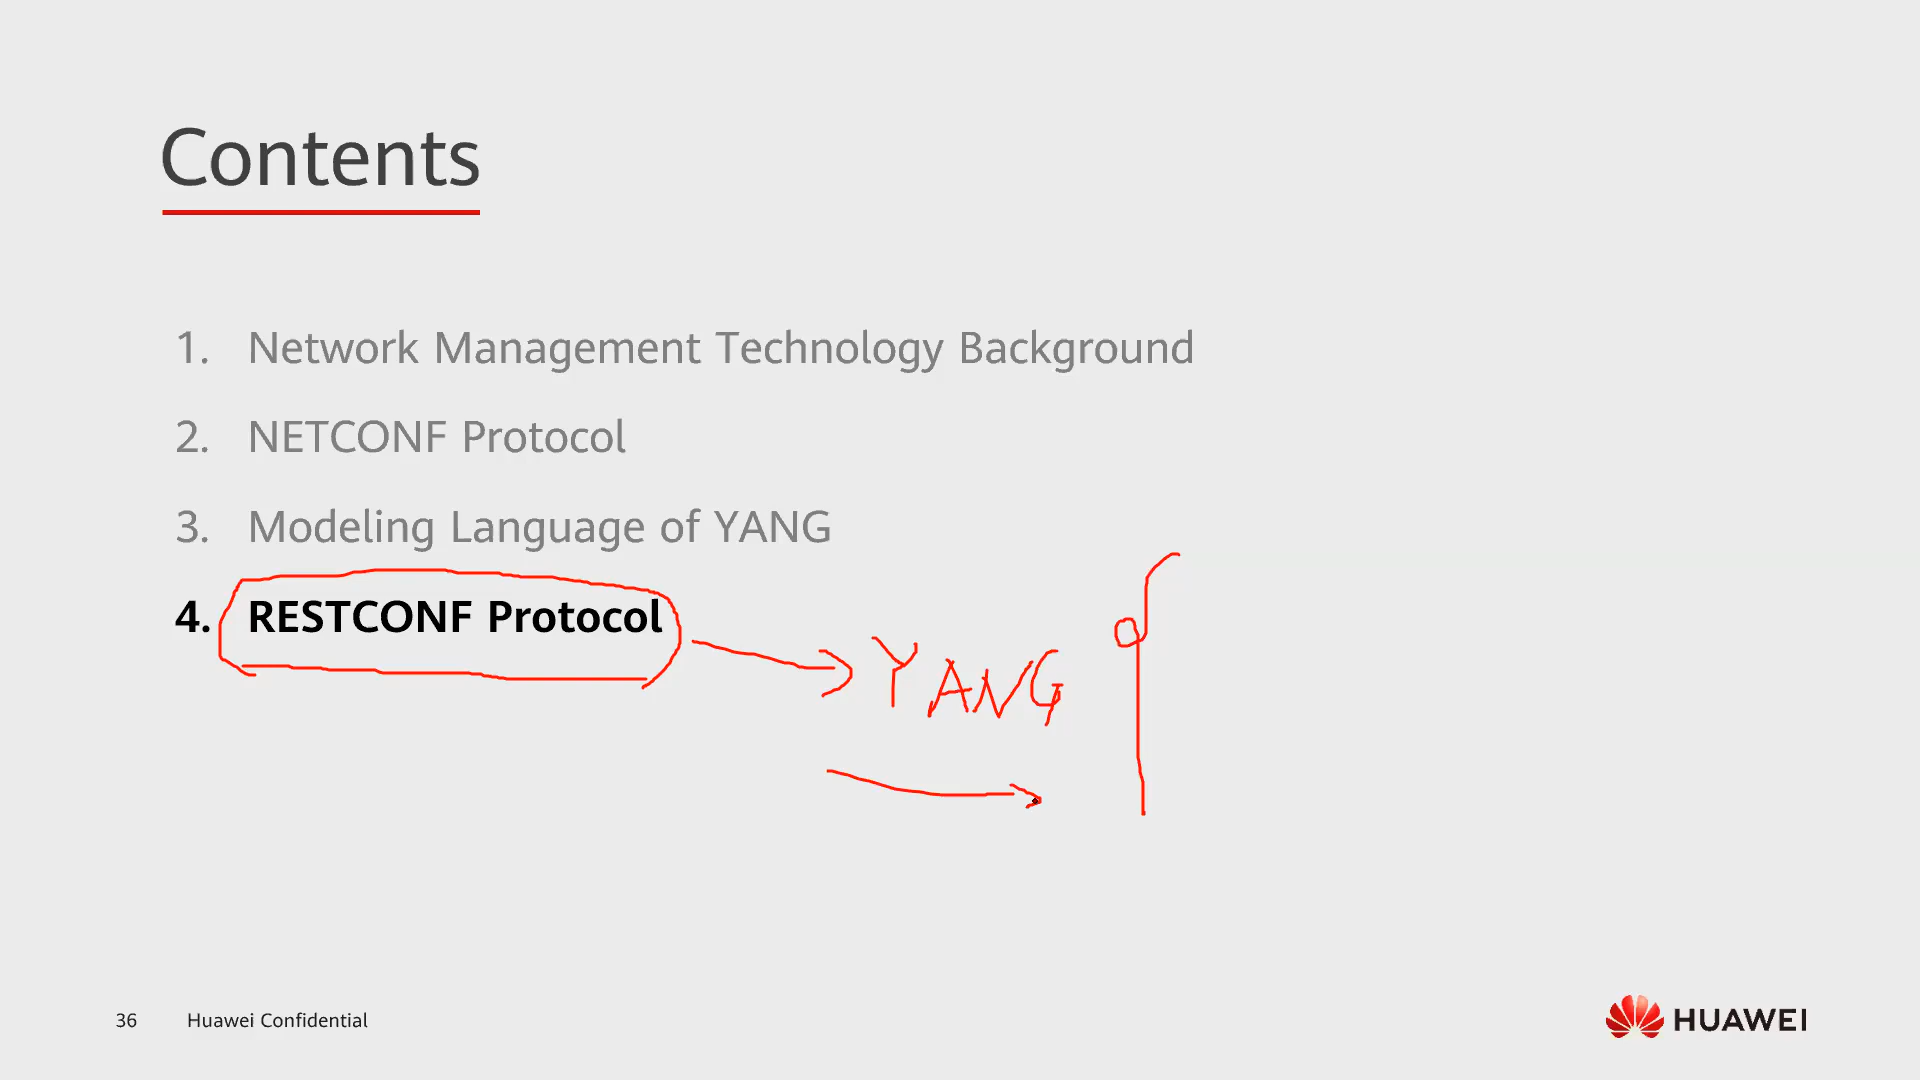 Contents
1. Network Management Technology Background
2. NETCONF Protocol
3. Modeling Language of YANG
4. RESTCONF Protocol
YANG
36 Huawei Confidential
HUAWEI